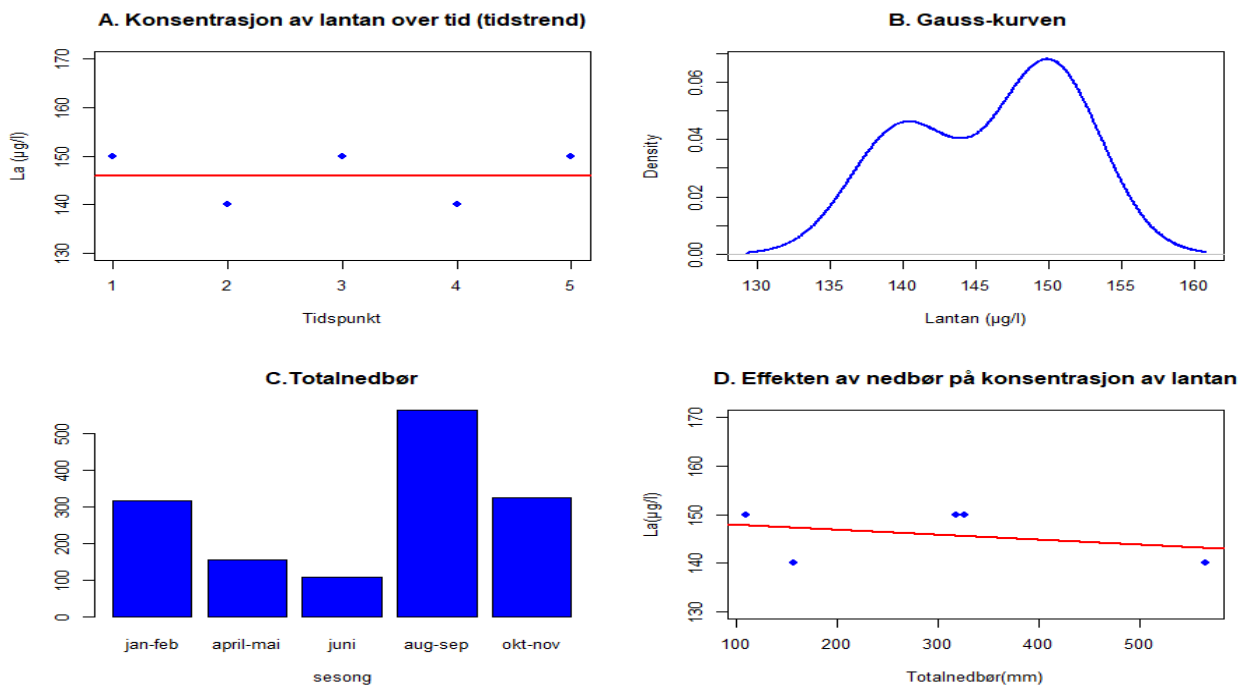 A. Konsentrasjon av lantan over tid (tidstrend)
La (µg/l)
170
160
150
140
130
1 2 3 4 5
Tidspunkt
B. Gauss-kurven
Density
0.06
0.04
0.02
0.00
130 135 140 145 150 155 160
Lantan (µg/l)
C.Totalnedbør
500
400
300
200
100
0
jan-feb april-mai juni aug-sep okt-nov
sesong
D. Effekten av nedbør på konsentrasjon av lantan
La(µg/l)
170
160
150
140
130
100 200 300 400 500
Totalnedbør(mm)